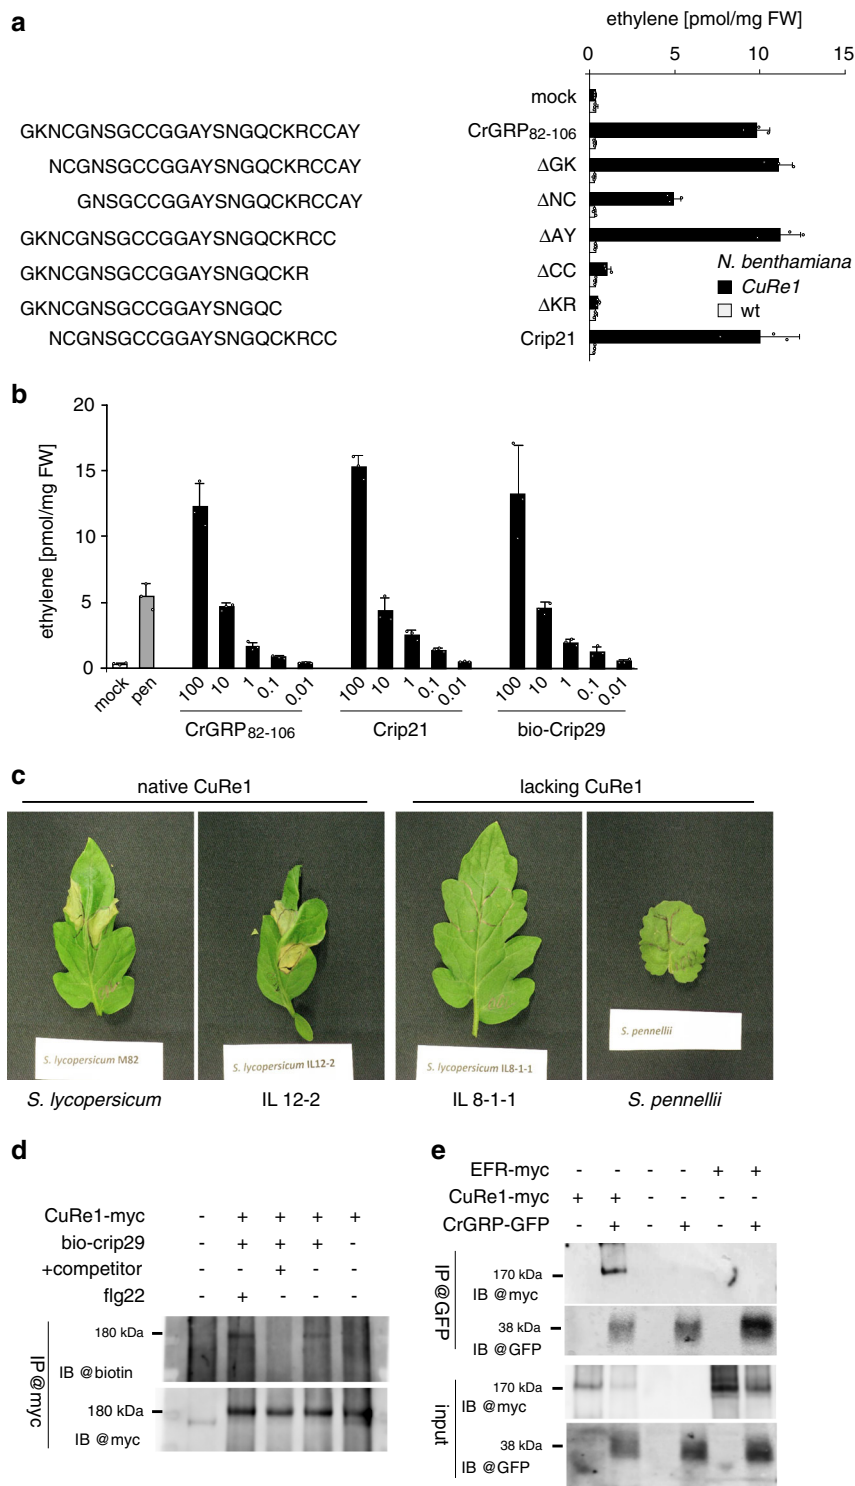 a
ethylene [pmol/mg FW]
0 5 10 15
mock
GKNCGNSGCCGGAYSNGQCKRCCAY CrGRP82-106
NCGNSGCCGGAYSNGQCKRCCAY ΔGK
GNSGCCGGAYSNGQCKRCCAY ΔNC
GKNCGNSGCCGGAYSNGQCKRCC ΔAY
GKNCGNSGCCGGAYSNGQCKR ΔCC
GKNCGNSGCCGGAYSNGQC ΔKR
NCGNSGCCGGAYSNGQCKRCC Crip21
N. benthamiana
CuRe1
wt
b
ethylene [pmol/mg FW]
20
15
10
5
0
mock pen 100 10 1 0.1 0.01 100 10 1 0.1 0.01 100 10 1 0.1 0.01
CrGRP82-106 Crip21 bio-Crip29
c
native CuRe1 lacking CuRe1
S. lycopersicum M82
S. lycopersicum IL12-2
S. lycopersicum IL8-1-1
S. pennellii
S. lycopersicum IL 12-2 IL 8-1-1 S. pennellii
d
CuRe1-myc - + + + +
bio-crip29 - + + + -
+competitor - - + - -
flg22 - + - - -
IP@myc
180 kDa
IB @biotin
180 kDa
IB @myc
e
EFR-myc - - - - + +
CuRe1-myc + + - - - -
CrGRP-GFP - + - + - +
IP@GFP
170 kDa
IB @myc
38 kDa
IB @GFP
input
170 kDa
IB @myc
38 kDa
IB @GFP